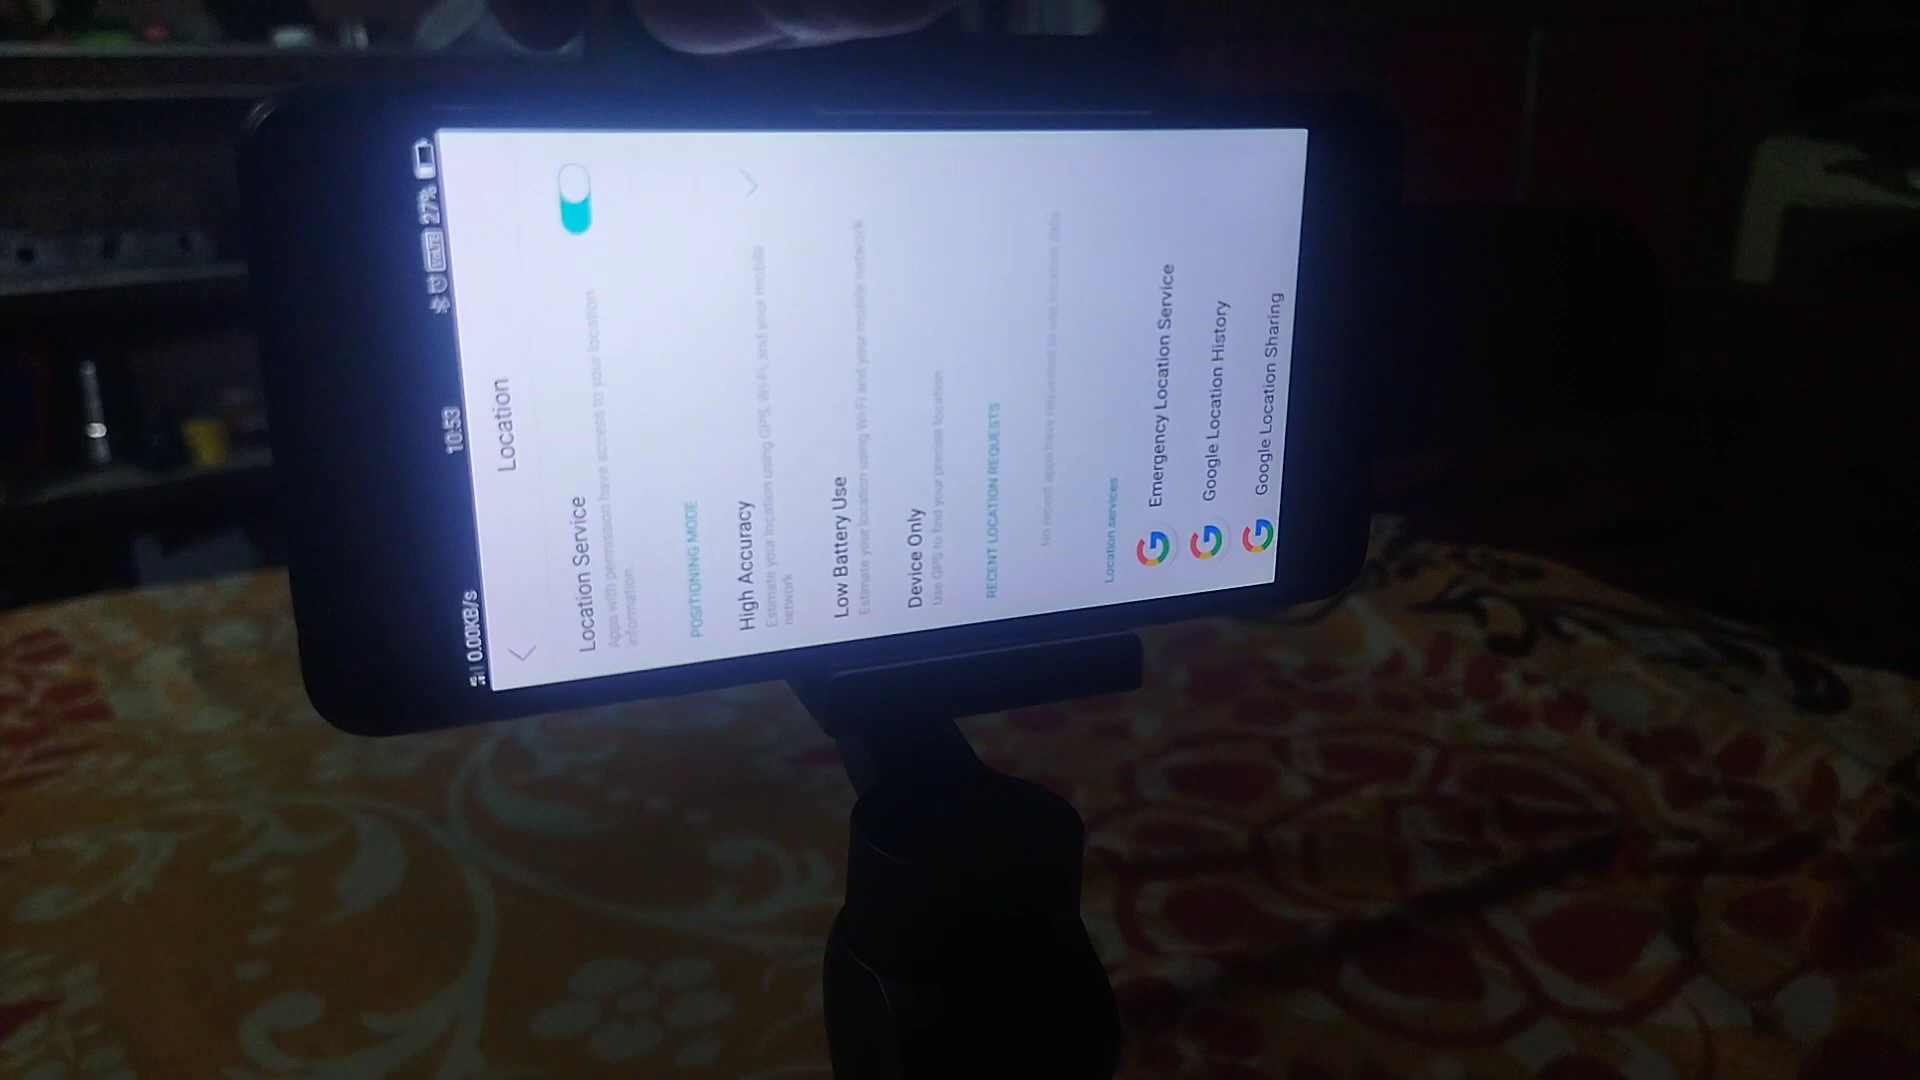 0.00KB/s 10:53 VoLTE 27%
Location
Location Service
Apps with permission have access to your location
information.
POSITIONING MODE
High Accuracy
Estimate your location using GPS, Wi-Fi, and your mobile
network
Low Battery Use
Estimate your location using Wi-Fi and your mobile network
Device Only
Use GPS to find your precise location
RECENT LOCATION REQUESTS
No recent apps have requested to use location data
Location services
G Emergency Location Service
G Google Location History
G Google Location Sharing